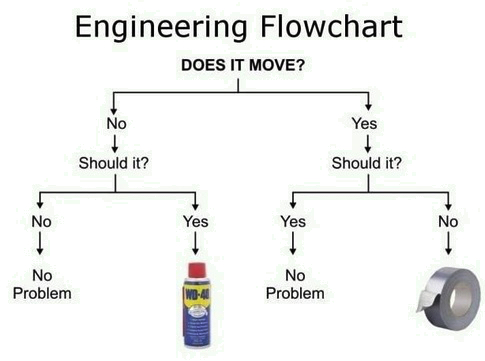 Engineering Flowchart
DOES IT MOVE?
No
Yes
Should it?
Should it?
No
Yes
Yes
No
No
Problem
WD-40
No
Problem